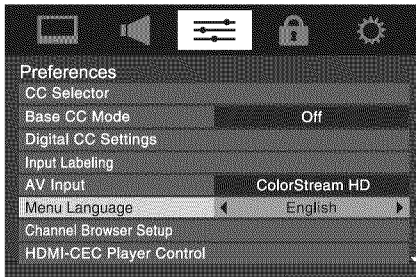 Preferences
CC Selector
Base CC Mode Off
Digital CC Settings
Input Labeling
AV Input ColorStream HD
Menu Language English
Channel Browser Setup
HDMI-CEC Player Control